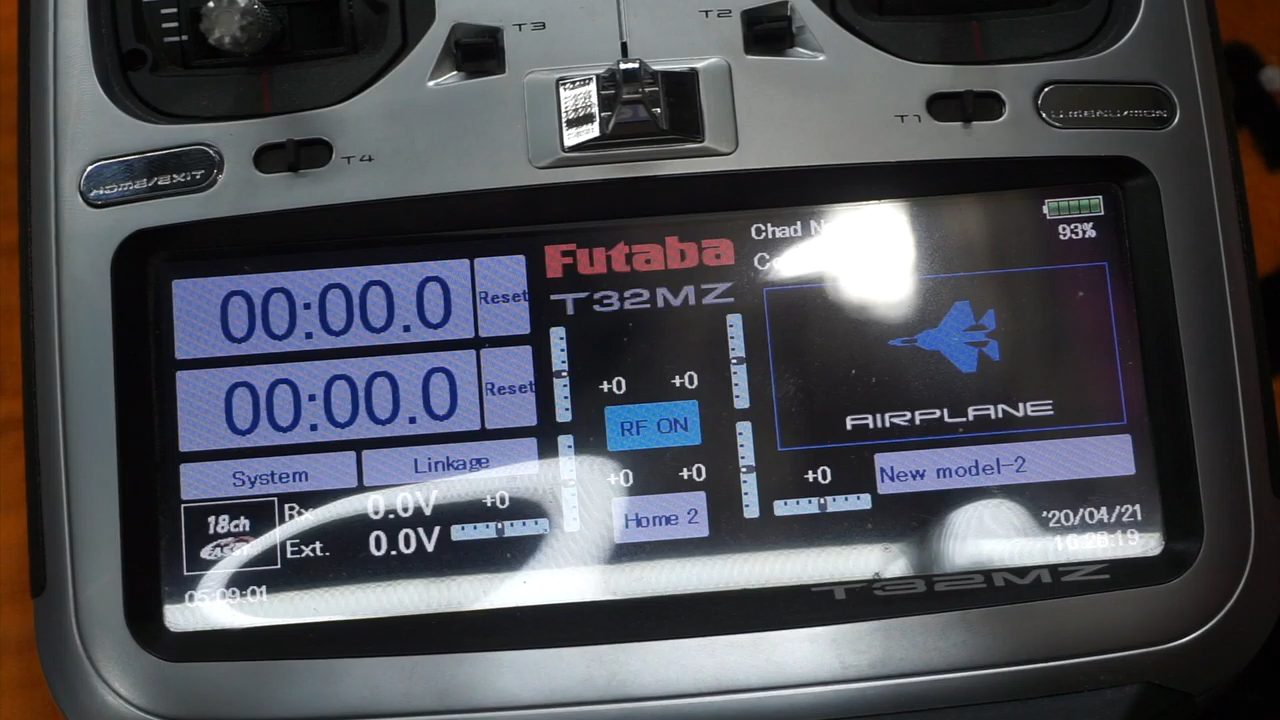 T3
T2
T1
T4
HOME/EXIT
U.MENU/MON
Futaba
T32MZ
Chad
93%
00:00.0
Reset
00:00.0
Reset
+0
+0
RF ON
AIRPLANE
System
Linkage
+0
+0
+0
New model-2
18ch
Rx
0.0V
+0
Home 2
Ext.
0.0V
'20/04/21
16:28:19
05:09:01
T32MZ